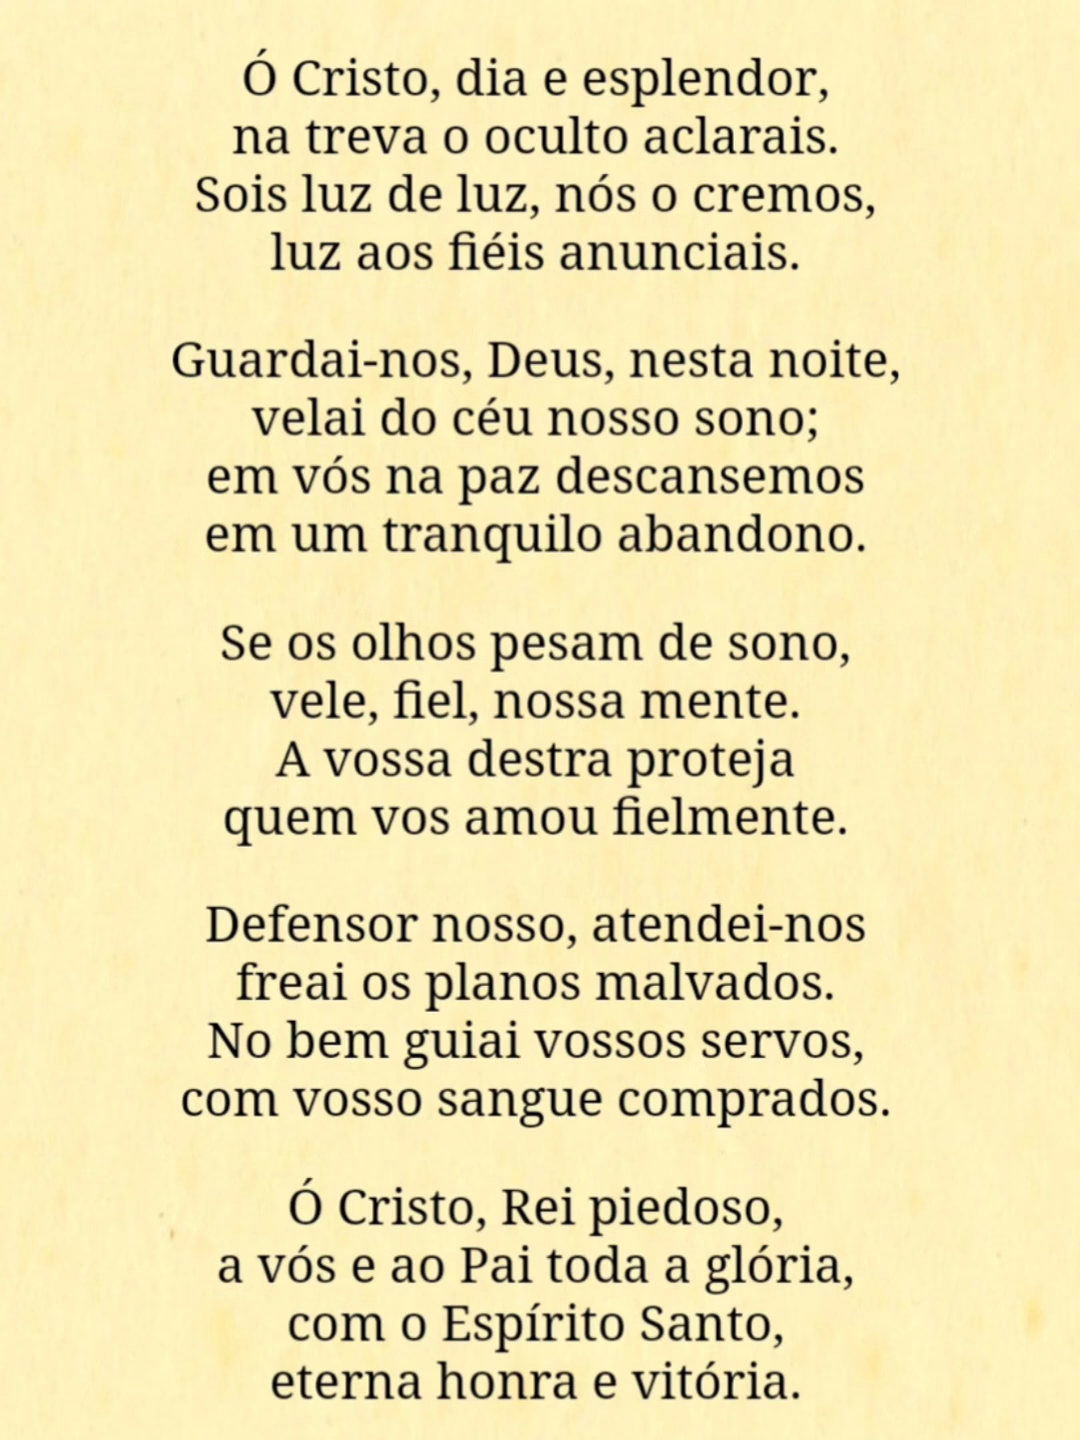 Ó Cristo, dia e esplendor,
na treva o oculto aclarais.
Sois luz de luz, nós o cremos,
luz aos fiéis anunciais.
Guardai-nos, Deus, nesta noite,
velai do céu nosso sono;
em vós na paz descansemos
em um tranquilo abandono.
Se os olhos pesam de sono,
vele, fiel, nossa mente.
A vossa destra proteja
quem vos amou fielmente.
Defensor nosso, atendei-nos
freai os planos malvados.
No bem guiai vossos servos,
com vosso sangue comprados.
Ó Cristo, Rei piedoso,
a vós e ao Pai toda a glória,
com o Espírito Santo,
eterna honra e vitória.